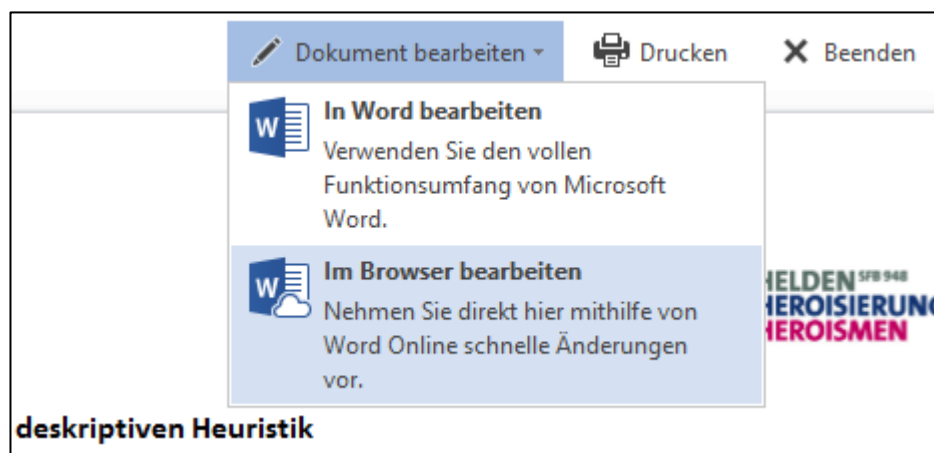 Dokument bearbeiten Drucken Beenden
In Word bearbeiten
Verwenden Sie den vollen
Funktionsumfang von Microsoft
Word.
Im Browser bearbeiten
Nehmen Sie direkt hier mithilfe von
Word Online schnelle Änderungen
vor.
HELDEN SFB 948
HEROISIERUNG
HEROISMEN
deskriptiven Heuristik